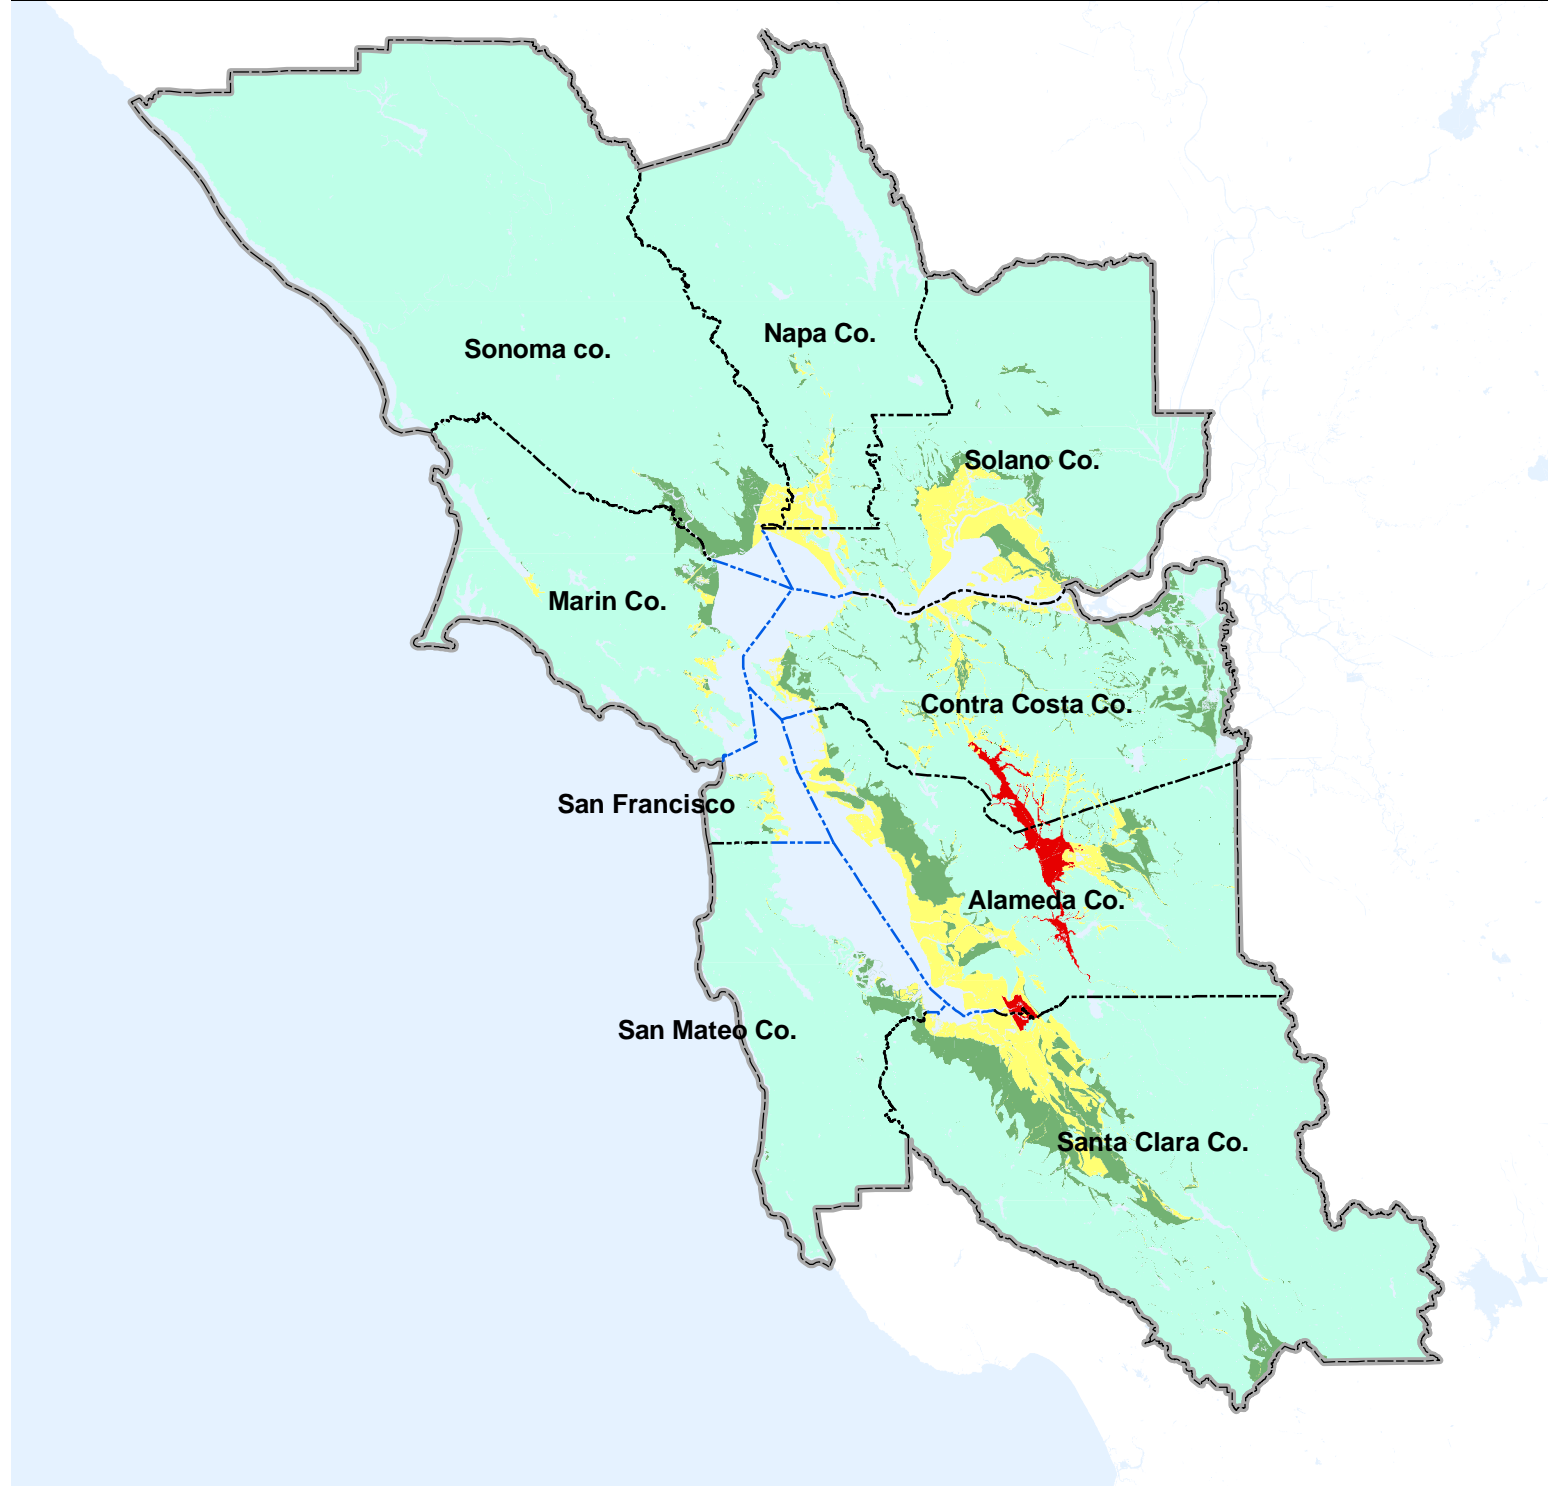 Napa Co.
Sonoma co.
Solano Co.
Marin Co.
Contra Costa Co.
San Francisco
Alameda Co.
San Mateo Co.
Santa Clara Co.